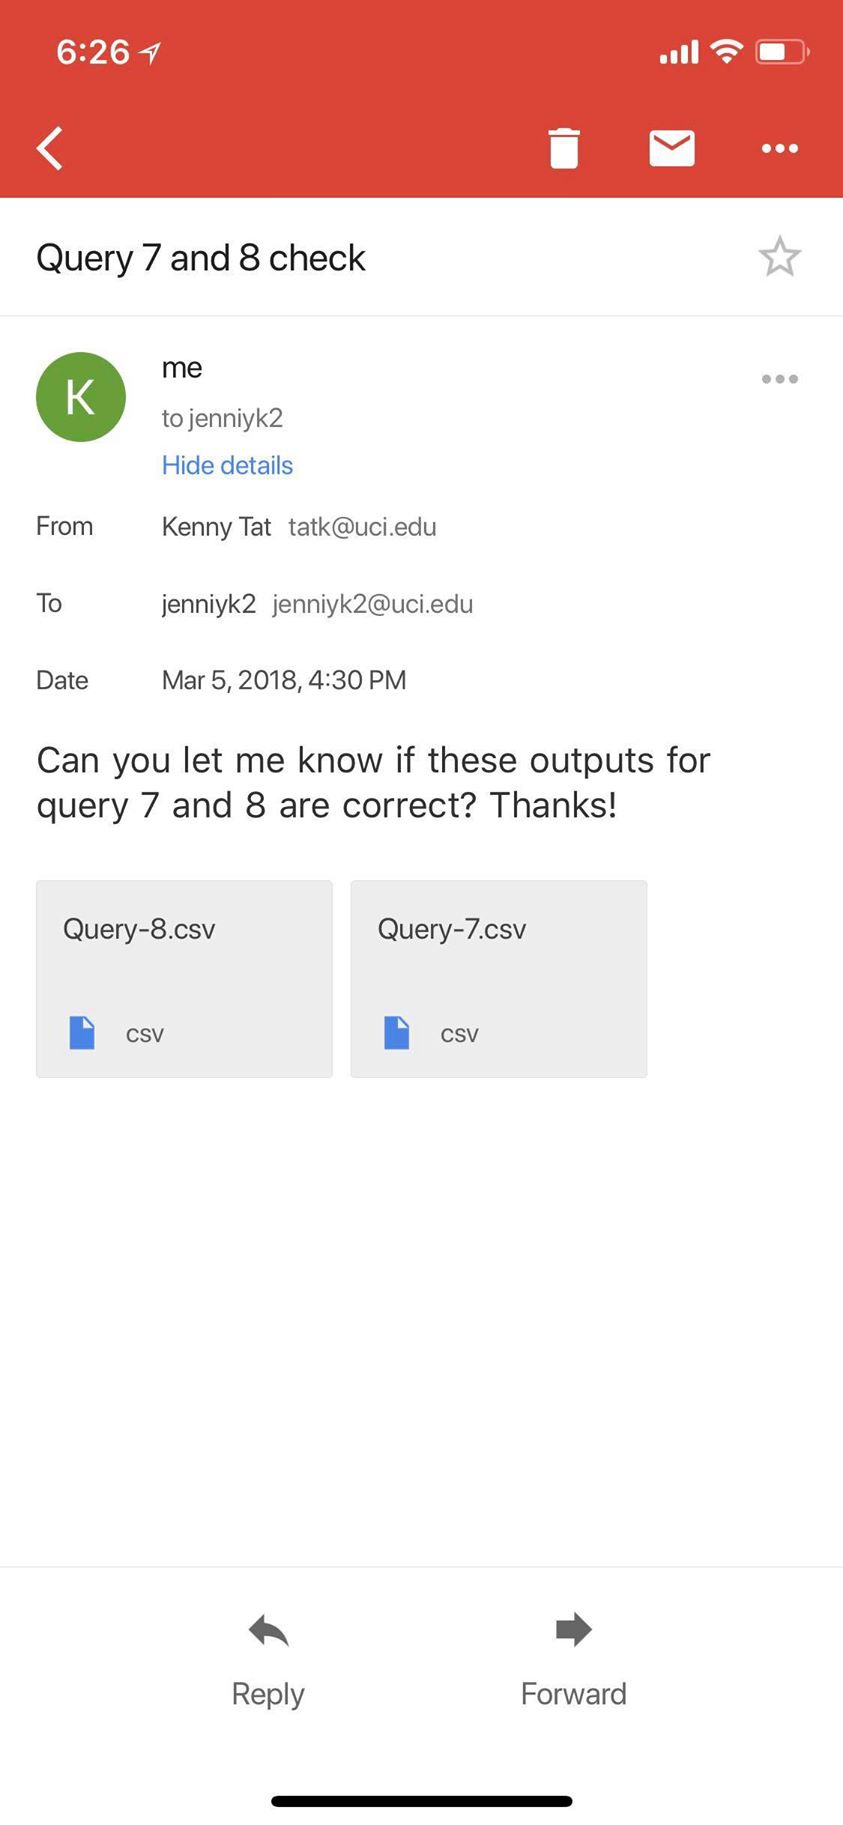 6:26
Query 7 and 8 check
K
me
to jenniyk2
Hide details
From Kenny Tat tatk@uci.edu
To jenniyk2 jenniyk2@uci.edu
Date Mar 5, 2018, 4:30 PM
Can you let me know if these outputs for
query 7 and 8 are correct? Thanks!
Query-8.csv Query-7.csv
csv csv
Reply Forward